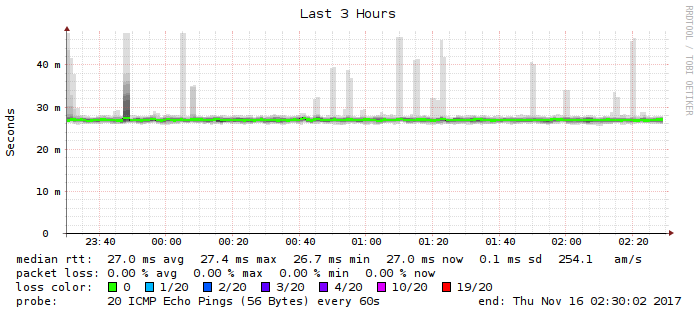 Last 3 Hours
RRDTOOL / TOBI OETIKER
Seconds
40 m
30 m
20 m
10 m
0
23:40 00:00 00:20 00:40 01:00 01:20 01:40 02:00 02:20
median rtt: 27.0 ms avg 27.4 ms max 26.7 ms min 27.0 ms now 0.1 ms sd 254.1 am/s
packet loss: 0.00 % avg 0.00 % max 0.00 % min 0.00 % now
loss color: 0 1/20 2/20 3/20 4/20 10/20 19/20
probe: 20 ICMP Echo Pings (56 Bytes) every 60s end: Thu Nov 16 02:30:02 2017